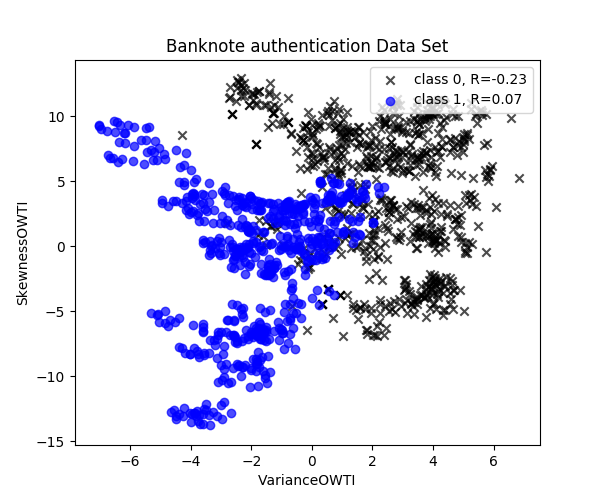 Banknote authentication Data Set
class 0, R=-0.23
class 1, R=0.07
SkewnessOWTI
10
5
0
−5
−10
−15
−6
−4
−2
0
2
4
6
VarianceOWTI